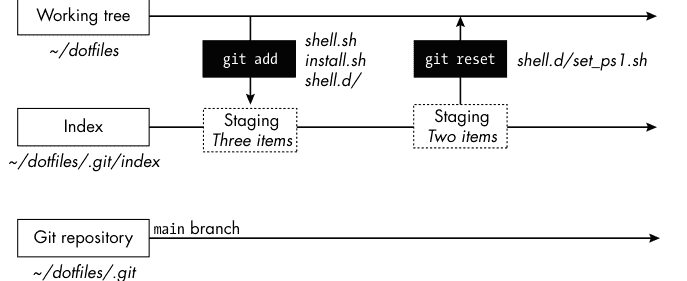 Working tree
~/dotfiles
git add
shell.sh
install.sh
shell.d/
git reset
shell.d/set_ps1.sh
Index
~/dotfiles/.git/index
Staging
Three items
Staging
Two items
Git repository
main branch
~/dotfiles/.git